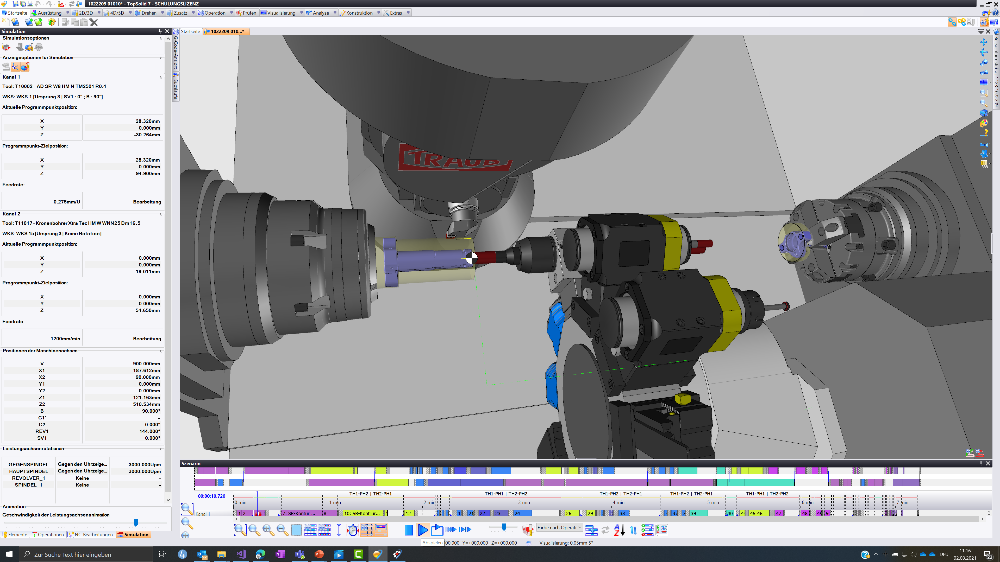 1022209 01010* - TopSolid 7 - SCHULUNGSLIZENZ
Startseite Ausrüstung 2D/3D 4D/5D Drehen Zusatz Operation Prüfen Visualisierung Analyse Konstruktion Extras
Simulation
Startseite 1022209 010...*
G-Code-Ansicht
Suchläufe
Beleuchtungstubus 1123 1022209
Simulationsoptionen
Anzeigeoptionen für Simulation
Kanal 1
Tool: T10002 - AD SR W8 HM N TM2501 R0.4
WKS: WKS 1 [Ursprung 3 | SV1 : 0° ; B : 90°]
Aktuelle Programmpunktposition:
X 28.320mm
Y 0.000mm
Z -30.264mm
Programmpunkt-Zielposition:
X 28.320mm
Y 0.000mm
Z -94.900mm
Feedrate:
0.275mm/U Bearbeitung
Kanal 2
Tool: T11017 - Kronenbohrer Xtra Tec HM W WNN25 Dm16.5
WKS: WKS 15 [Ursprung 3 | Keine Rotation]
Aktuelle Programmpunktposition:
X 0.000mm
Y 0.000mm
Z 19.011mm
Programmpunkt-Zielposition:
X 0.000mm
Y 0.000mm
Z 54.650mm
Feedrate:
1200mm/min Bearbeitung
Positionen der Maschinenachsen
V 900.000mm
X1 187.612mm
X2 90.000mm
Y1 0.000mm
Y2 0.000mm
Z1 121.163mm
Z2 510.534mm
B 90.000°
C1' -
C2 0.000°
REV1 144.000°
SV1 0.000°
Leistungsachsenrotationen
GEGENSPINDEL Gegen den Uhrzeige... 3000.000Upm
HAUPTSPINDEL Gegen den Uhrzeige... 3000.000Upm
REVOLVER_1 Keine -
SPINDEL_1 Keine -
Animation
Geschwindigkeit der Leistungsachsenanimation
Elemente Operationen NC-Bearbeitungen Simulation
TRAUB
Szenario
00:00:10.720
TH1-PH2 | TH2-PH1 TH1-PH1 | TH2-PH2 TH1-PH2 | TH2-PH1 TH1-PH2 | TH2-PH1 TH1-PH1 | TH2-PH2
0 min 1 min 2 min 3 min 4 min 5 min 6 min 7 min
Kanal 1 1 2 7: SR-Kontur ... 8 10: SR-Kontrur... 12 21 22 23 24 26 29 33 37 39 40 45 46 47 48
Farbe nach Operati
Abspielen
00.000 Y=+000.000 Z=+000.000 Visualisierung: 0.05mm 5°
Zur Suche Text hier eingeben
DEU
11:16
02.03.2021
22